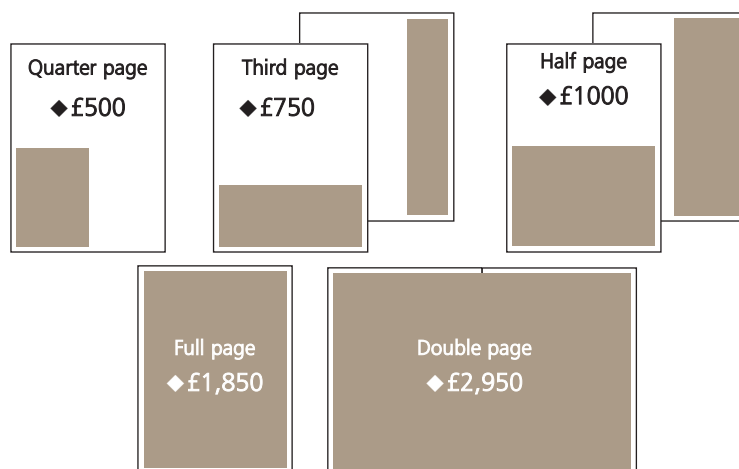 Quarter page
◆£500
Third page
◆£750
Half page
◆£1000
Full page
◆£1,850
Double page
◆£2,950